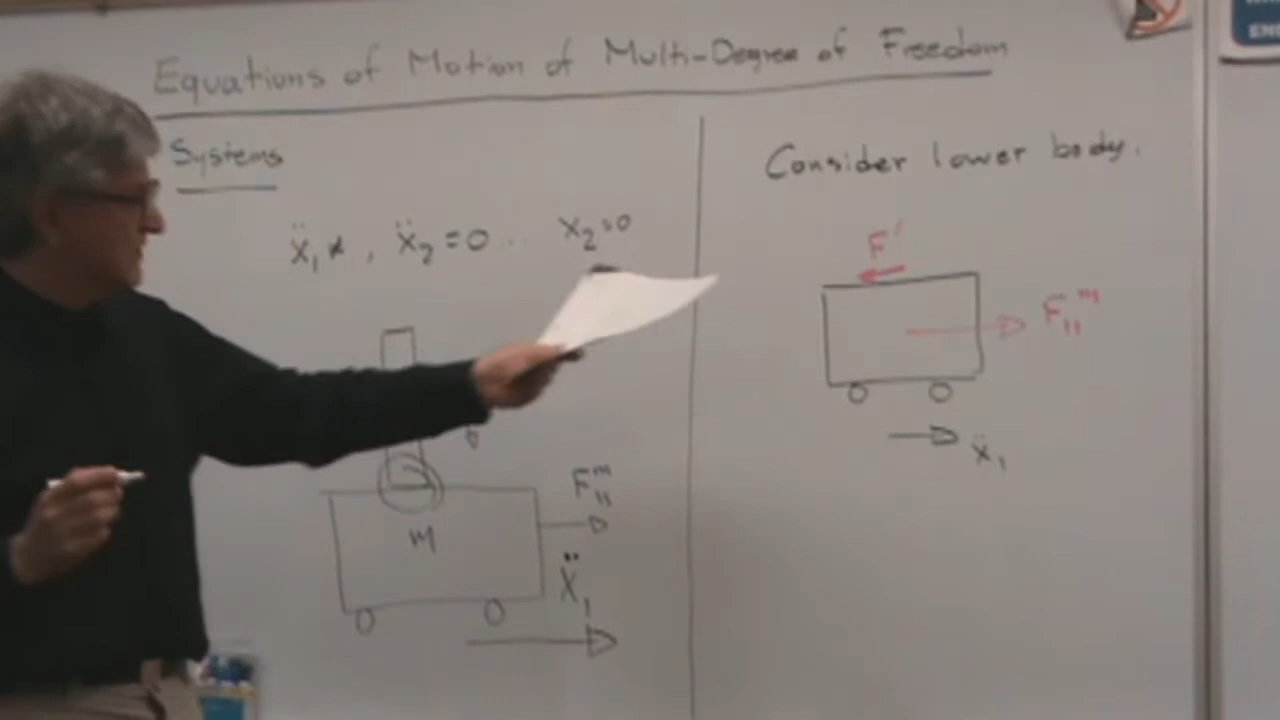 Equations of Motion of Multi-Degree of Freedom
Systems
ẍ₁ ≠ , ẍ₂ = 0 ... x₂ = 0
M
F₁₁ᵐ
Ẍ₁
Consider lower body.
F'
F₁₁ᵐ
ẍ₁